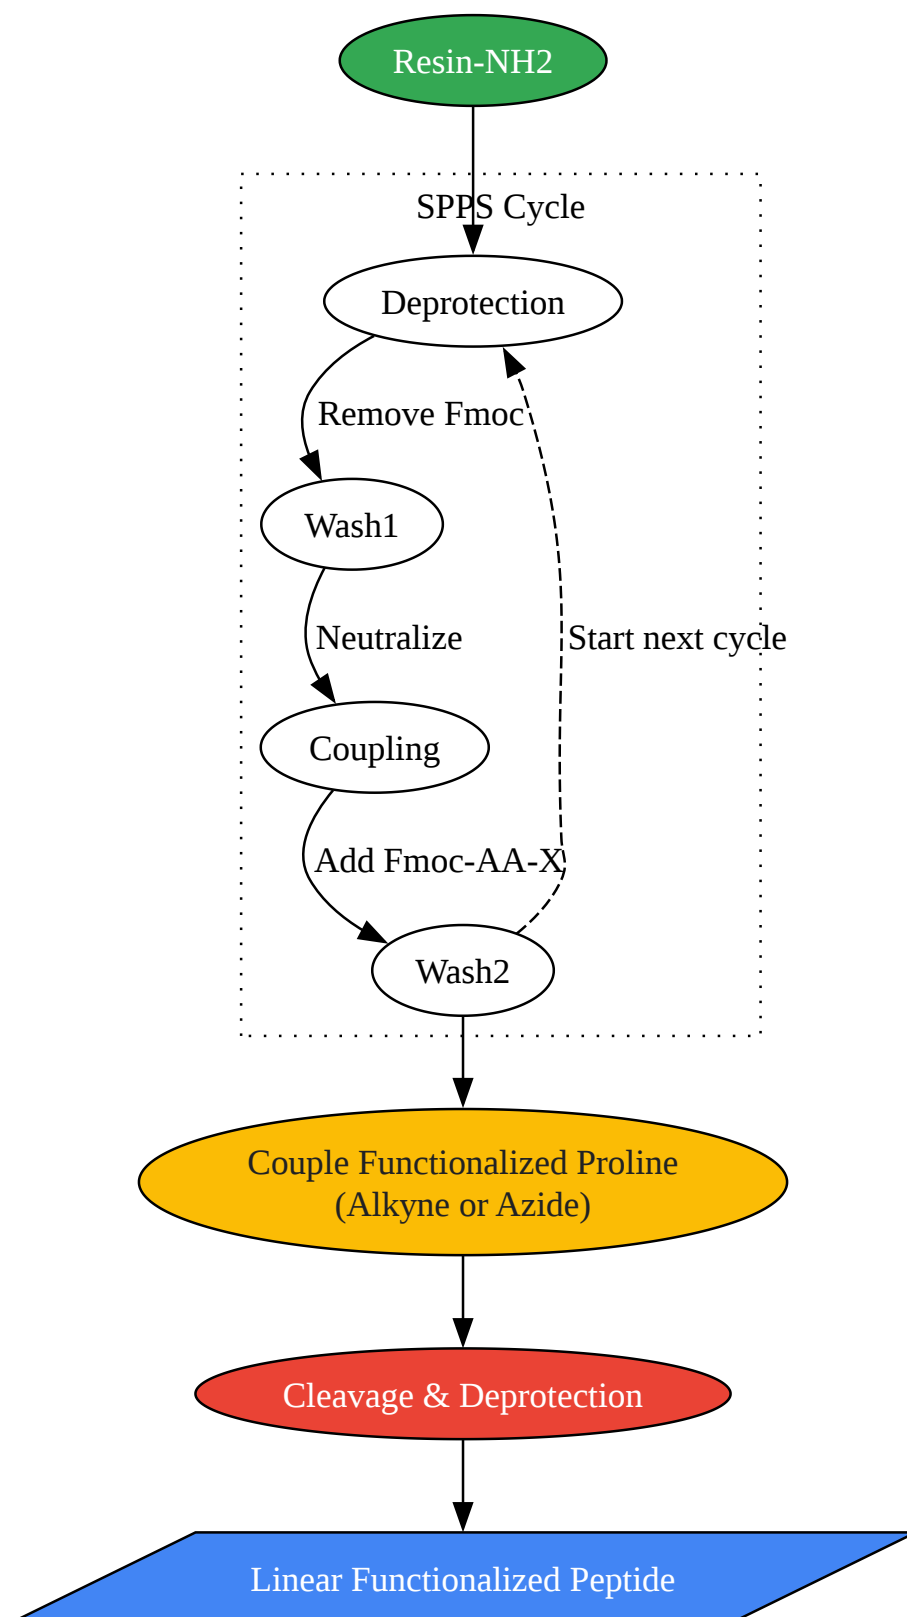 Resin-NH2
SPPS Cycle
Deprotection
Remove Fmoc
Wash1
Neutralize
Start next cycle
Coupling
Add Fmoc-AA-X
Wash2
Couple Functionalized Proline
(Alkyne or Azide)
Cleavage & Deprotection
Linear Functionalized Peptide